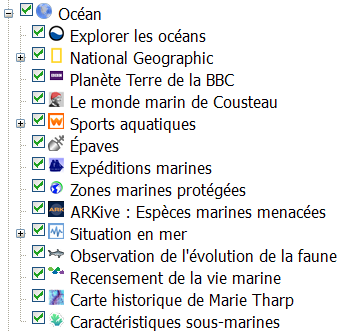 Océan
Explorer les océans
National Geographic
Planète Terre de la BBC
Le monde marin de Cousteau
Sports aquatiques
Épaves
Expéditions marines
Zones marines protégées
ARKive : Espèces marines menacées
Situation en mer
Observation de l'évolution de la faune
Recensement de la vie marine
Carte historique de Marie Tharp
Caractéristiques sous-marines